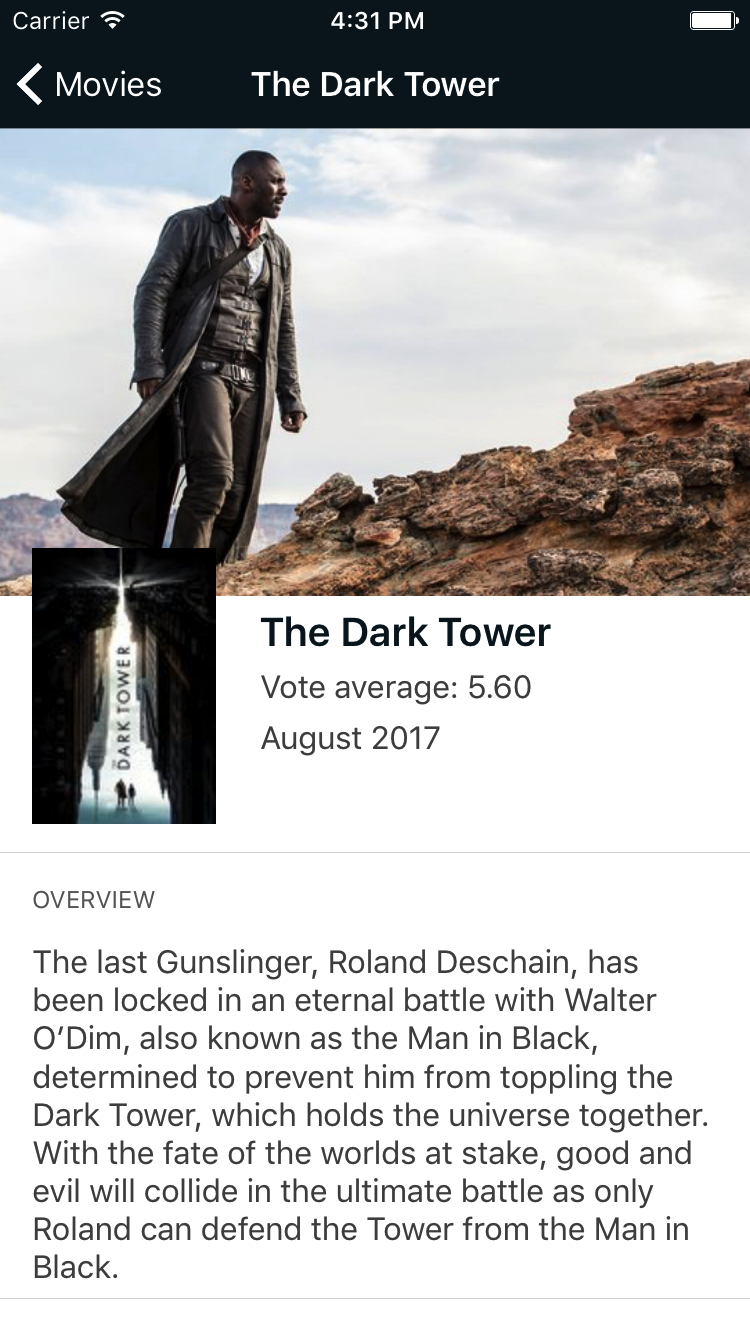 Carrier 4:31 PM
Movies The Dark Tower
DARK TOWER
The Dark Tower
Vote average: 5.60
August 2017
OVERVIEW
The last Gunslinger, Roland Deschain, has
been locked in an eternal battle with Walter
O’Dim, also known as the Man in Black,
determined to prevent him from toppling the
Dark Tower, which holds the universe together.
With the fate of the worlds at stake, good and
evil will collide in the ultimate battle as only
Roland can defend the Tower from the Man in
Black.